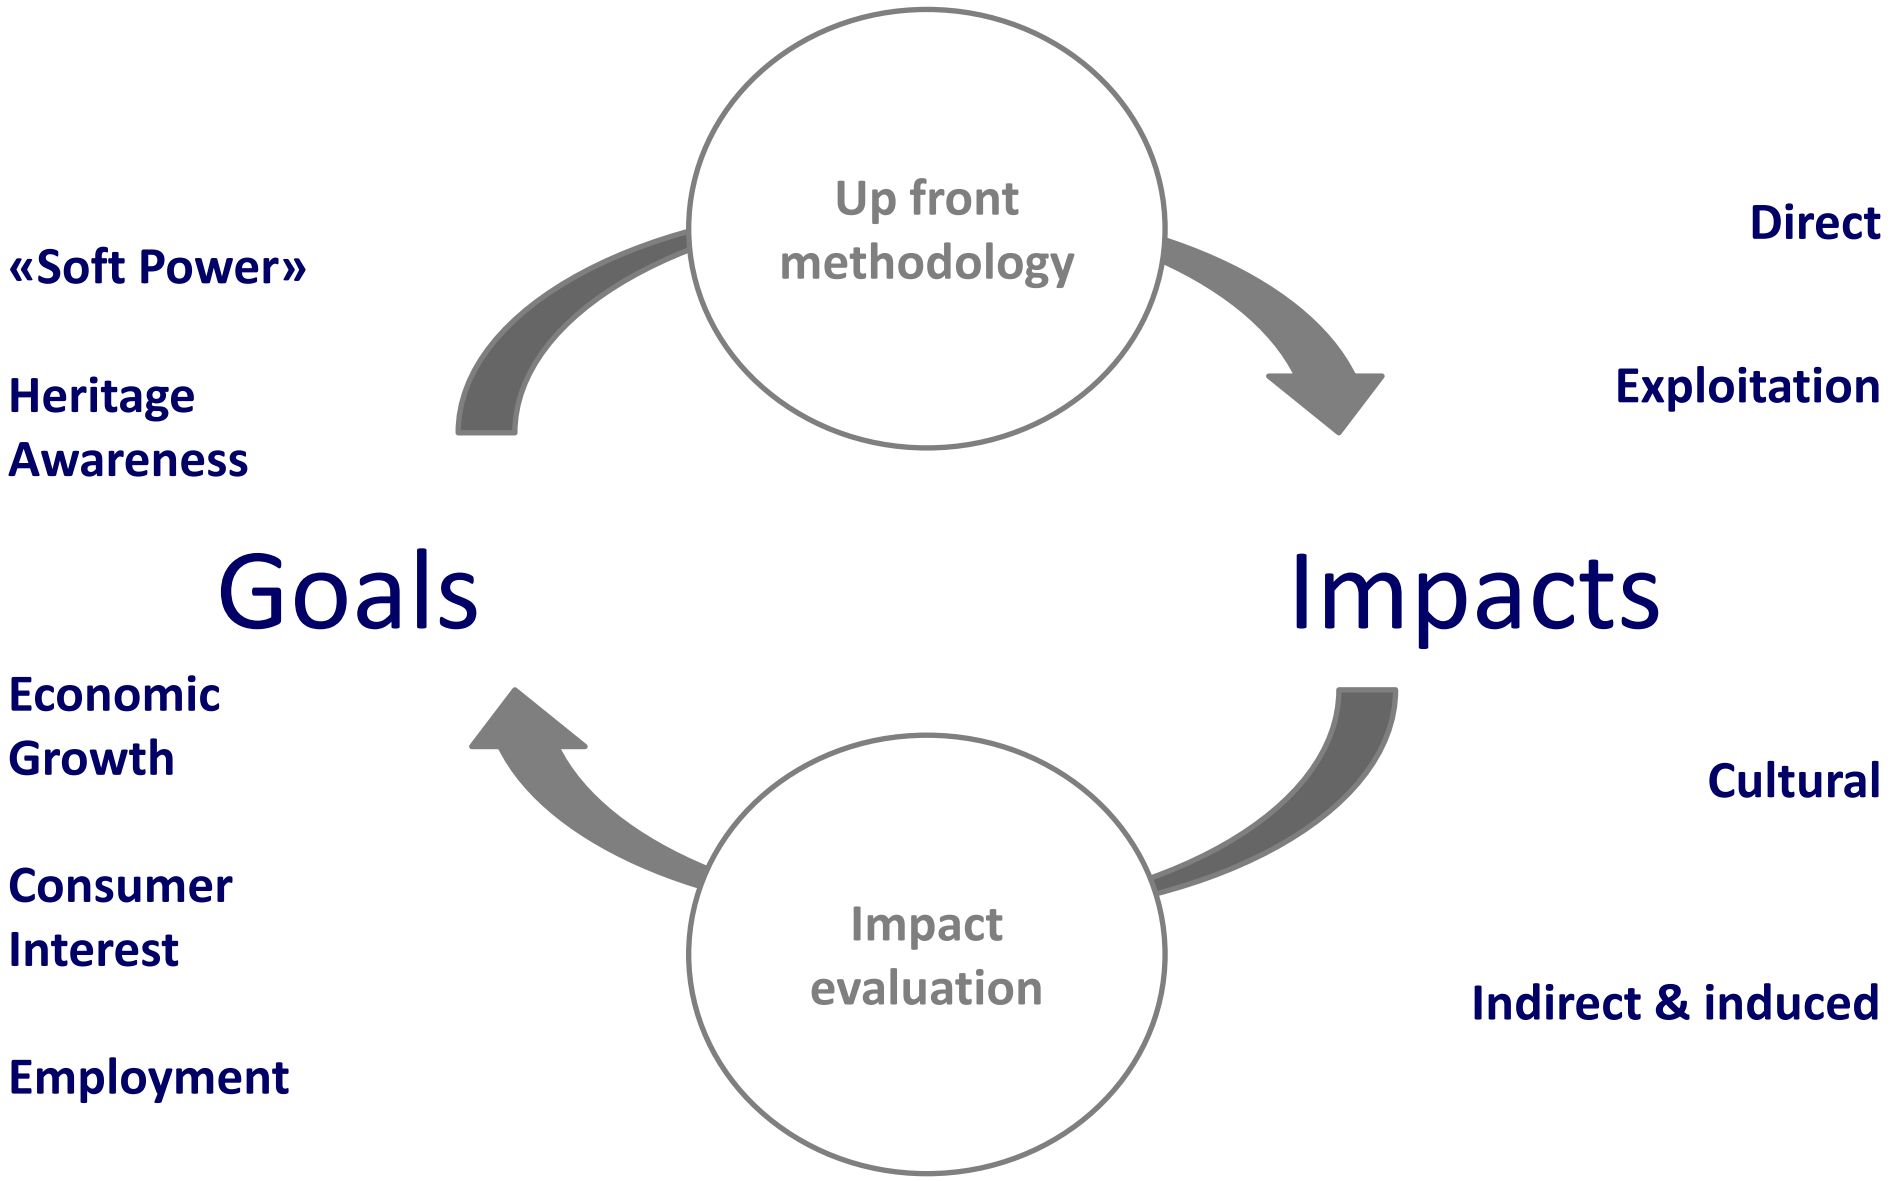 Up front
methodology
«Soft Power»
Heritage
Awareness
Goals
Economic
Growth
Consumer
Interest
Employment
Direct
Exploitation
Impacts
Cultural
Indirect & induced
Impact
evaluation